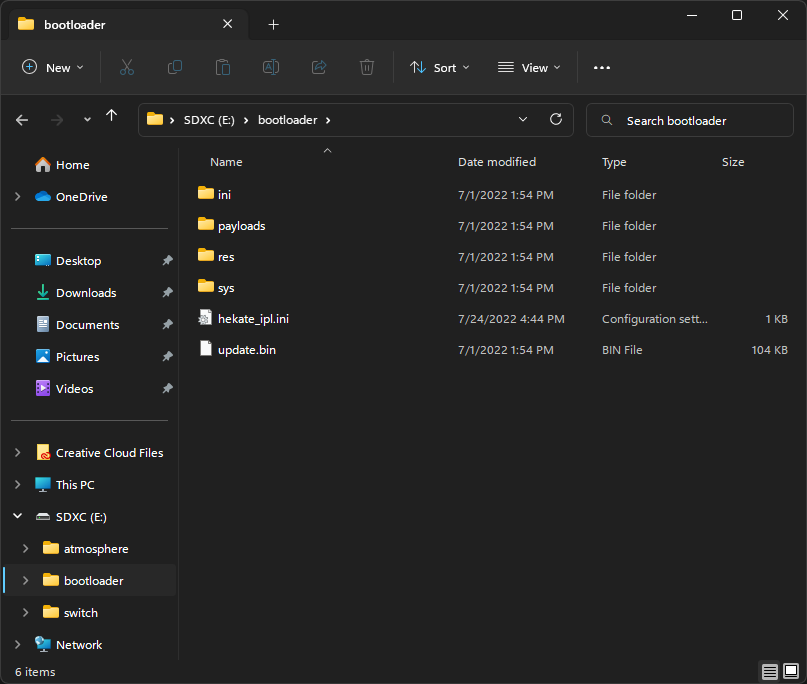 bootloader
New
Sort
View
SDXC (E:) bootloader
Search bootloader
Home
OneDrive
Desktop
Downloads
Documents
Pictures
Videos
Creative Cloud Files
This PC
SDXC (E:)
atmosphere
bootloader
switch
Network
Name Date modified Type Size
ini 7/1/2022 1:54 PM File folder
payloads 7/1/2022 1:54 PM File folder
res 7/1/2022 1:54 PM File folder
sys 7/1/2022 1:54 PM File folder
hekate_ipl.ini 7/24/2022 4:44 PM Configuration sett... 1 KB
update.bin 7/1/2022 1:54 PM BIN File 104 KB
6 items